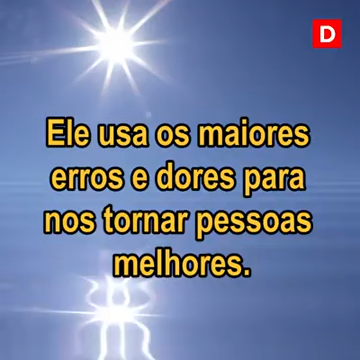 D
Ele usa os maiores
erros e dores para
nos tornar pessoas
melhores.